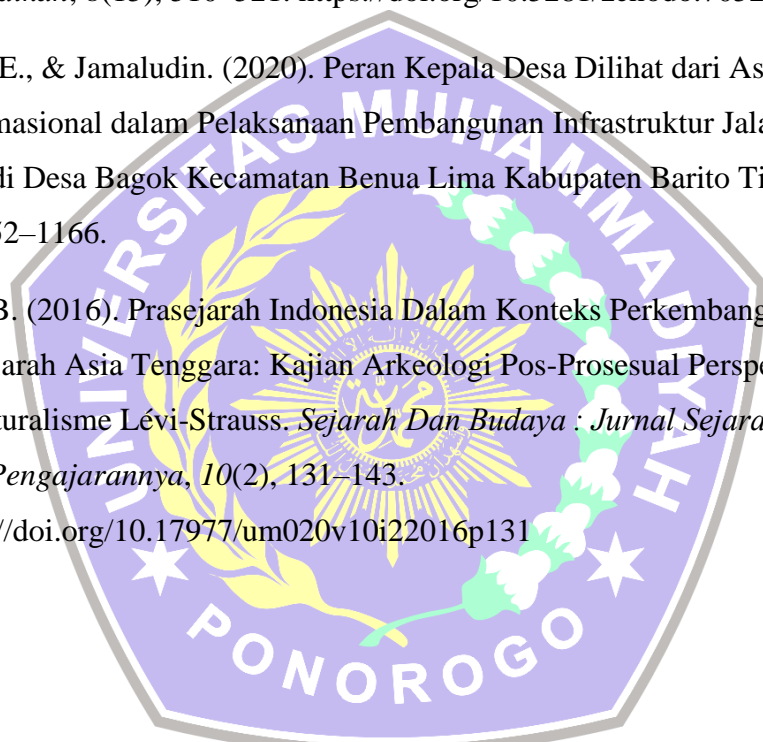 E., & Jamaludin. (2020). Peran Kepala Desa Dilihat dari As
masional dalam Pelaksanaan Pembangunan Infrastruktur Jala
di Desa Bagok Kecamatan Benua Lima Kabupaten Barito Ti
2–1166.
B. (2016). Prasejarah Indonesia Dalam Konteks Perkembang
arah Asia Tenggara: Kajian Arkeologi Pos-Prosesual Perspe
turalisme Lévi-Strauss. Sejarah Dan Budaya : Jurnal Sejara
Pengajarannya, 10(2), 131–143.
//doi.org/10.17977/um020v10i22016p131
UNIVERSITAS MUHAMMADIYAH
PONOROGO
محمدية